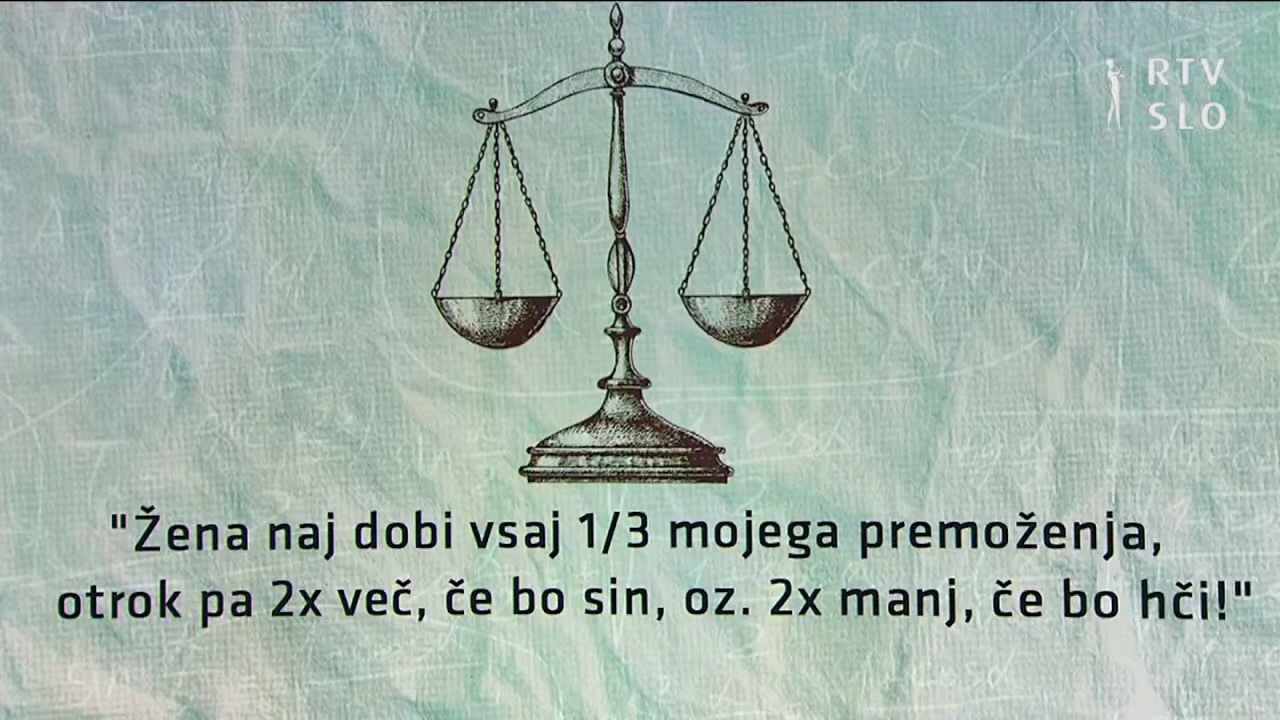 RTV
SLO
"Žena naj dobi vsaj 1/3 mojega premoženja,
otrok pa 2x več, če bo sin, oz. 2x manj, če bo hči!"